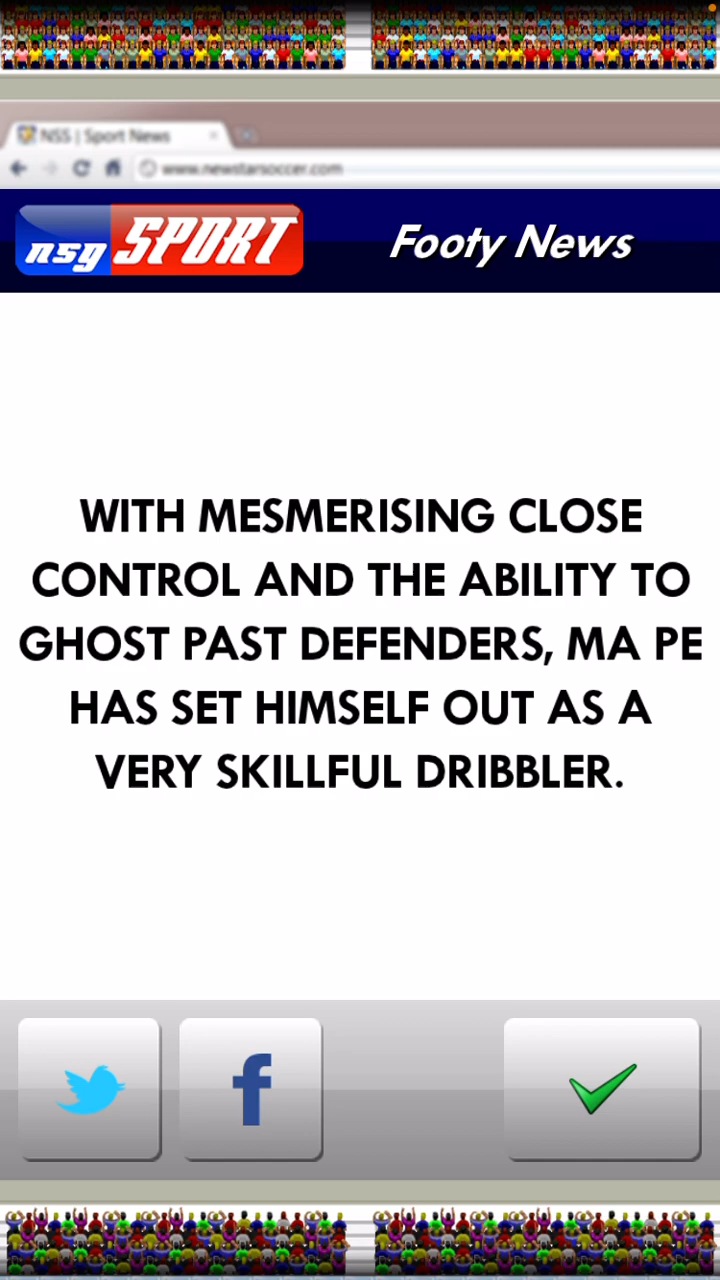 NSS | Sport News
www.newstarsoccer.com
nsg SPORT
Footy News
WITH MESMERISING CLOSE
CONTROL AND THE ABILITY TO
GHOST PAST DEFENDERS, MA PE
HAS SET HIMSELF OUT AS A
VERY SKILLFUL DRIBBLER.